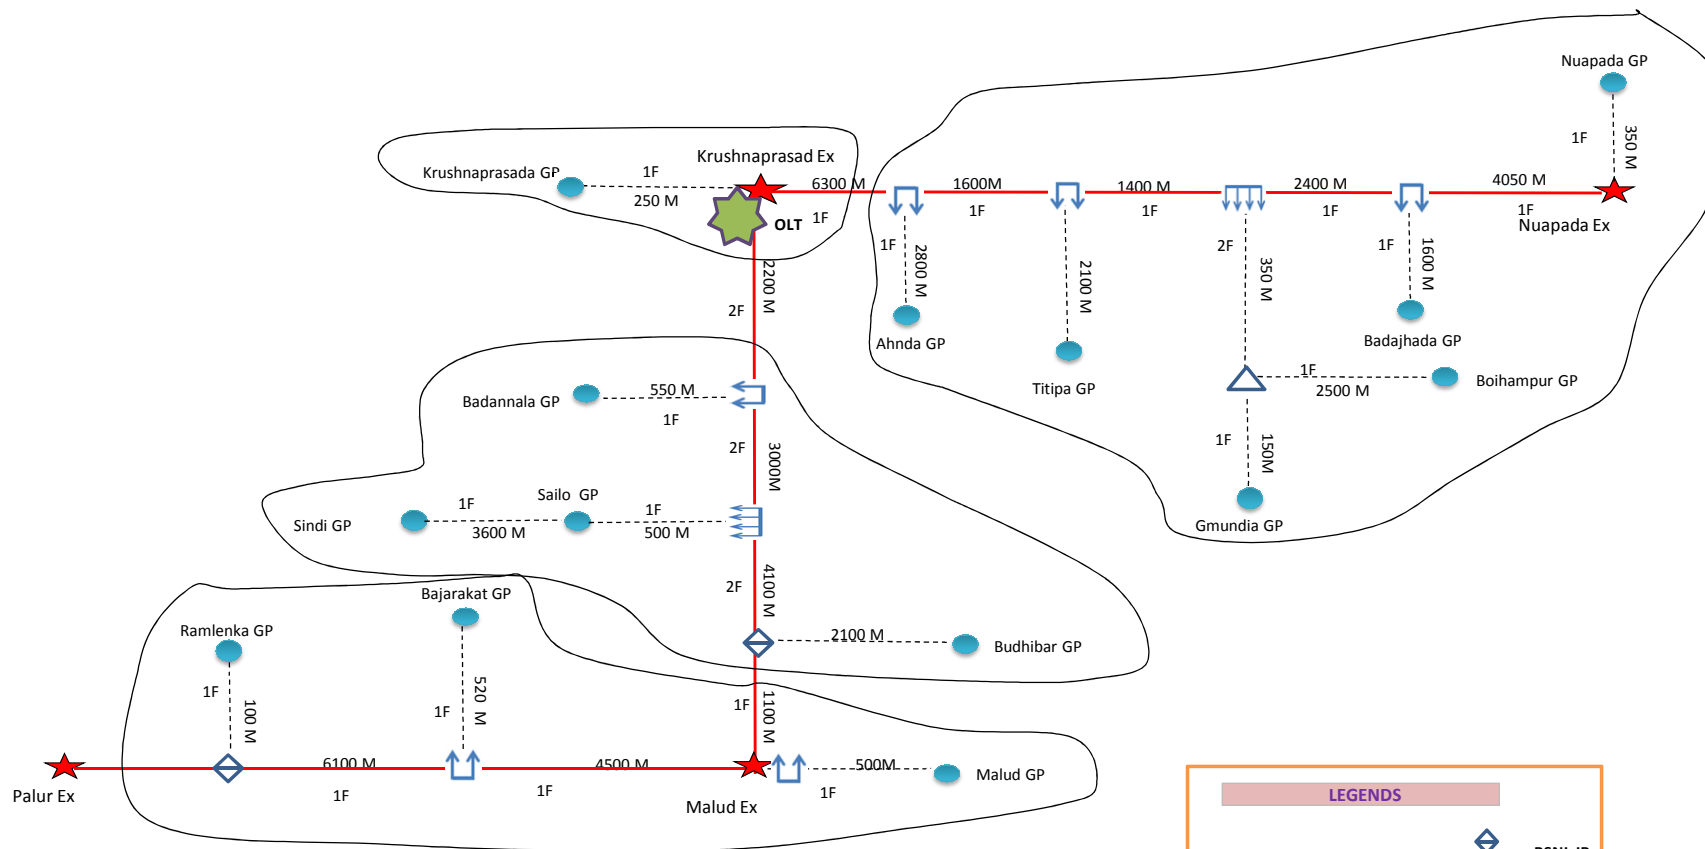 Nuapada GP
1F
350 M
Krushnaprasad Ex
Krushnaprasada GP
1F
250 M
OLT
6300 M
1F
1600M
1F
1400 M
1F
2400 M
1F
4050 M
1F
Nuapada Ex
1F
2800 M
Ahnda GP
2100 M
Titipa GP
2F
350 M
1F
1600 M
Badajhada GP
1F
2500 M
Boihampur GP
1F
150M
Gmundia GP
2200 M
2F
Badannala GP
550 M
1F
2F
3000M
Sindi GP
1F
3600 M
Sailo GP
1F
500 M
2F
4100 M
2100 M
Budhibar GP
Bajarakat GP
Ramlenka GP
1F
100 M
1F
520 M
1F
1100 M
Palur Ex
6100 M
1F
4500 M
1F
Malud Ex
500M
1F
Malud GP
LEGENDS